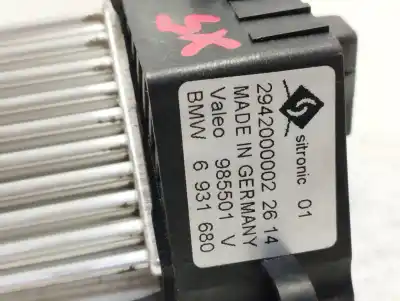 sitronic 01
2942000002 26 14
MADE IN GERMANY
Valeo 985501 V
BMW 6 931 680